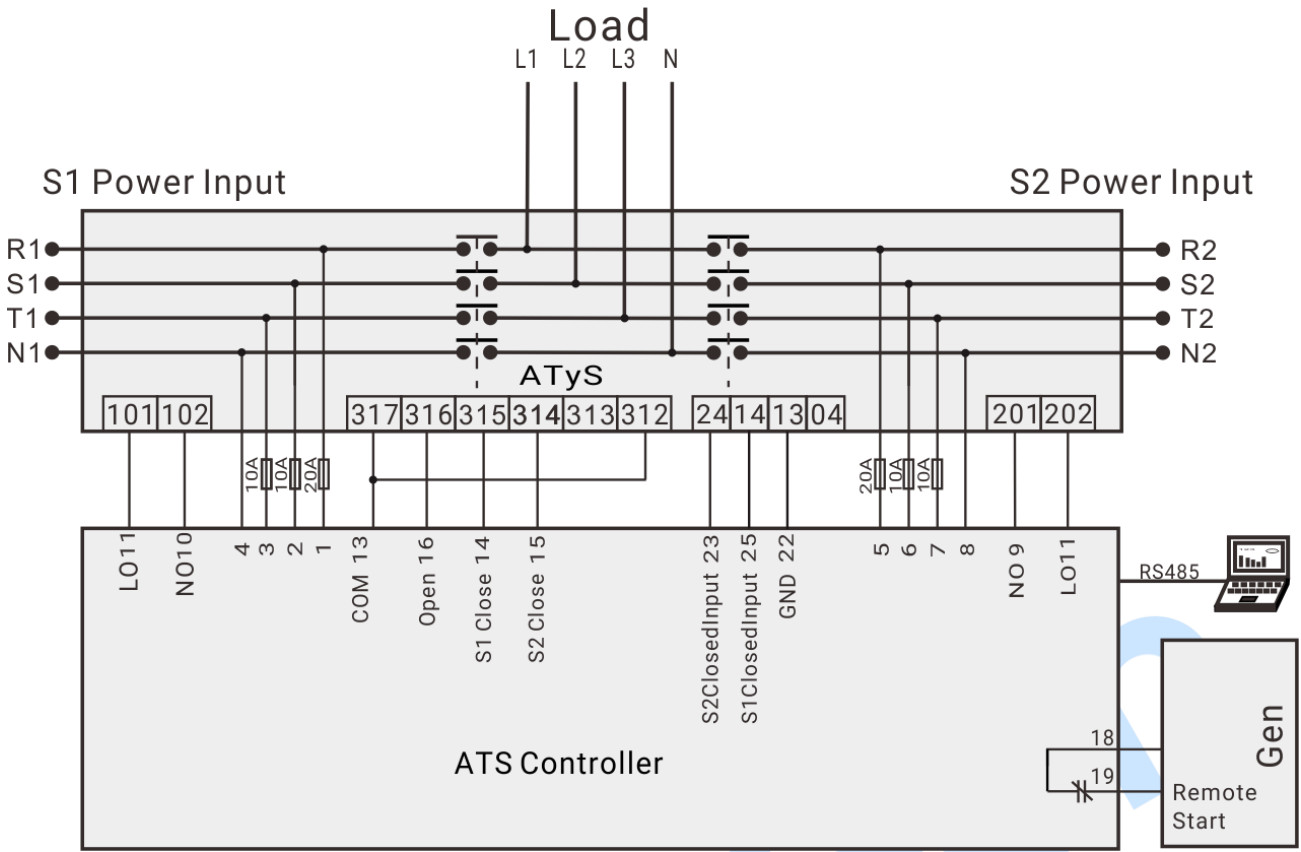 Load
L1 L2 L3 N
S1 Power Input
S2 Power Input
R1
S1
T1
N1
R2
S2
T2
N2
ATyS
101 102
317 316 315 314 313 312
24 14 13 04
201 202
10A 10A 20A
20A 10A 10A
LO11
NO10
4
3
2
1
COM 13
Open 16
S1 Close 14
S2 Close 15
S2ClosedInput 23
S1ClosedInput 25
GND 22
5
6
7
8
NO 9
LO11
RS485
ATS Controller
18
19
Gen
Remote
Start